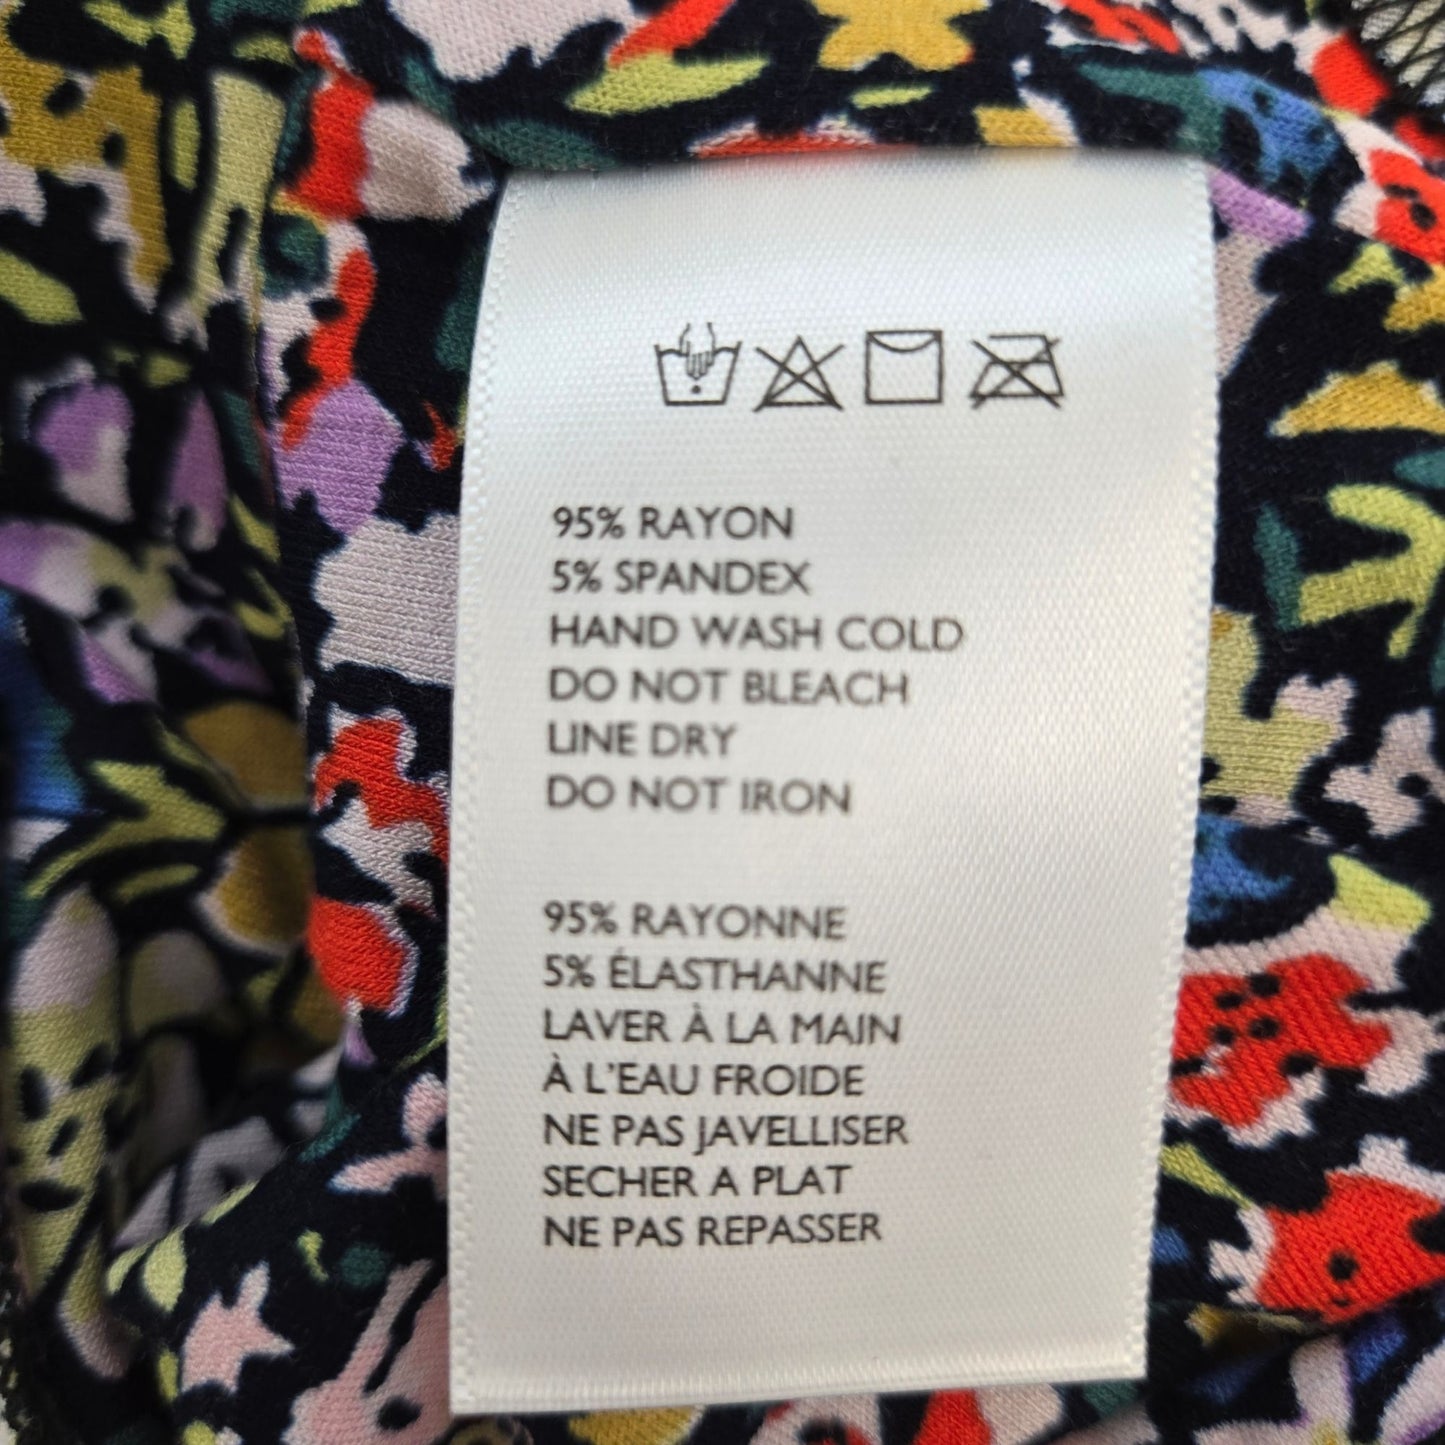 95% RAYON
5% SPANDEX
HAND WASH COLD
DO NOT BLEACH
LINE DRY
DO NOT IRON
95% RAYONNE
5% ÉLASTHANNE
LAVER À LA MAIN
À L'EAU FROIDE
NE PAS JAVELLISER
SECHER A PLAT
NE PAS REPASSER